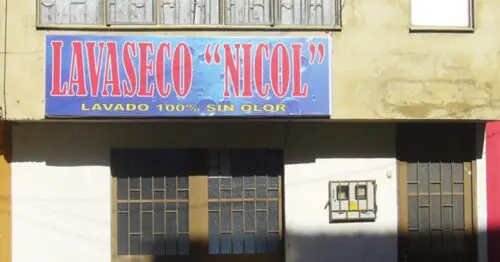 LAVASECO “NICOL”
LAVADO 100% SIN OLOR